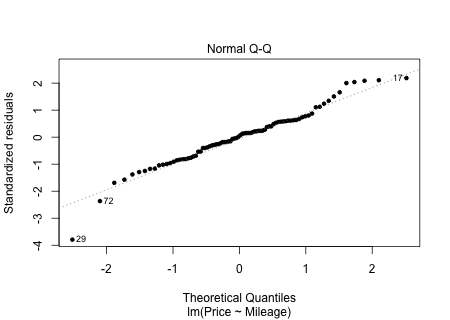 Normal Q-Q
Standardized residuals
2
1
0
-1
-2
-3
-4
17
72
29
-2 -1 0 1 2
Theoretical Quantiles
lm(Price ~ Mileage)